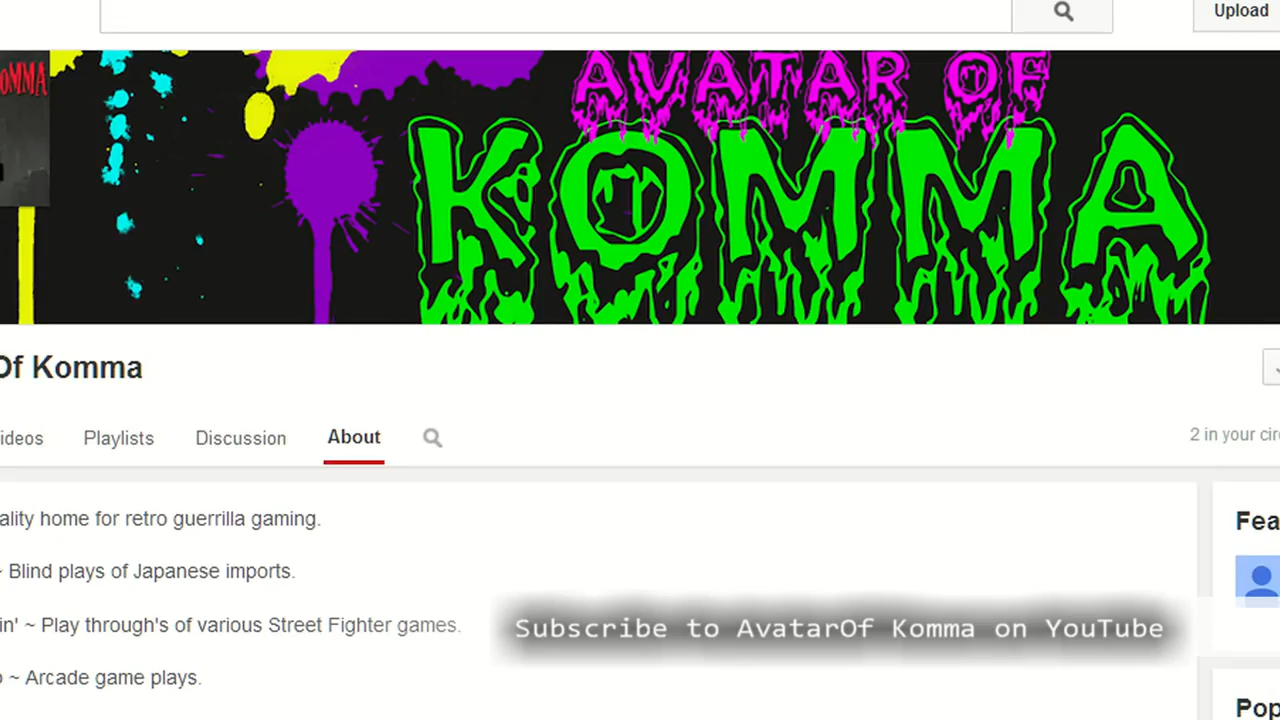 Upload
OMMA
AVATAR OF
KOMMA
Of Komma
ideos Playlists Discussion About
2 in your cir
ality home for retro guerrilla gaming.
~ Blind plays of Japanese imports.
in' ~ Play through's of various Street Fighter games.
~ Arcade game plays.
Subscribe to AvatarOf Komma on YouTube
Fea
Pop